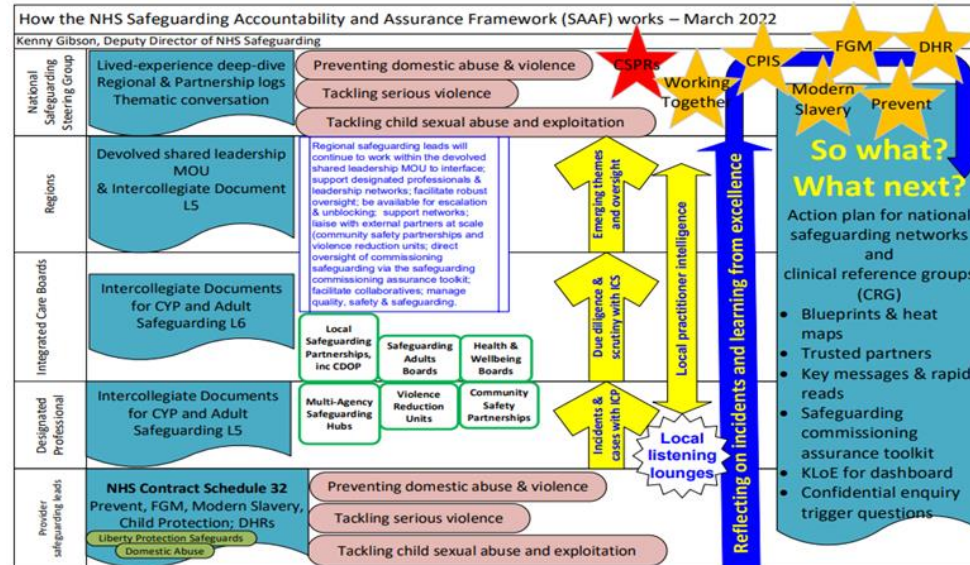 How the NHS Safeguarding Accountability and Assurance Framework (SAAF) works – March 2022
Kenny Gibson, Deputy Director of NHS Safeguarding
National
Safeguarding
Steering Group
Lived-experience deep-dive
Regional & Partnership logs
Thematic conversation
Preventing domestic abuse & violence
Tackling serious violence
Tackling child sexual abuse and exploitation
CSPRs
Working
Together
CPIS
FGM
DHR
Modern
Slavery
Prevent
Regions
Devolved shared leadership
MOU
& Intercollegiate Document
L5
Regional safeguarding leads will
continue to work within the devolved
shared leadership MOU to interface;
support designated professionals &
leadership networks; facilitate robust
oversight; be available for escalation
& unblocking; support networks;
liaise with external partners at scale
(community safety partnerships and
violence reduction units; direct
oversight of commissioning
safeguarding via the safeguarding
commissioning assurance toolkit;
facilitate collaboratives; manage
quality, safety & safeguarding.
Emerging themes
and oversight
Integrated Care Boards
Intercollegiate Documents
for CYP and Adult
Safeguarding L6
Local
Safeguarding
Partnerships,
inc CDOP
Safeguarding
Adults
Boards
Health &
Wellbeing
Boards
Due diligence &
scrutiny with ICS
Local practitioner intelligence
Designated
Professional
Intercollegiate Documents
for CYP and Adult
Safeguarding L5
Multi-Agency
Safeguarding
Hubs
Violence
Reduction
Units
Community
Safety
Partnerships
Incidents &
cases with ICP
Local
listening
lounges
Provider
safeguarding leads
NHS Contract Schedule 32
Prevent, FGM, Modern Slavery,
Child Protection; DHRs
Liberty Protection Safeguards
Domestic Abuse
Preventing domestic abuse & violence
Tackling serious violence
Tackling child sexual abuse and exploitation
Reflecting on incidents and learning from excellence
So what?
What next?
Action plan for national
safeguarding networks
and
clinical reference groups
(CRG)
• Blueprints & heat
maps
• Trusted partners
• Key messages & rapid
reads
• Safeguarding
commissioning
assurance toolkit
• KLoE for dashboard
• Confidential enquiry
trigger questions